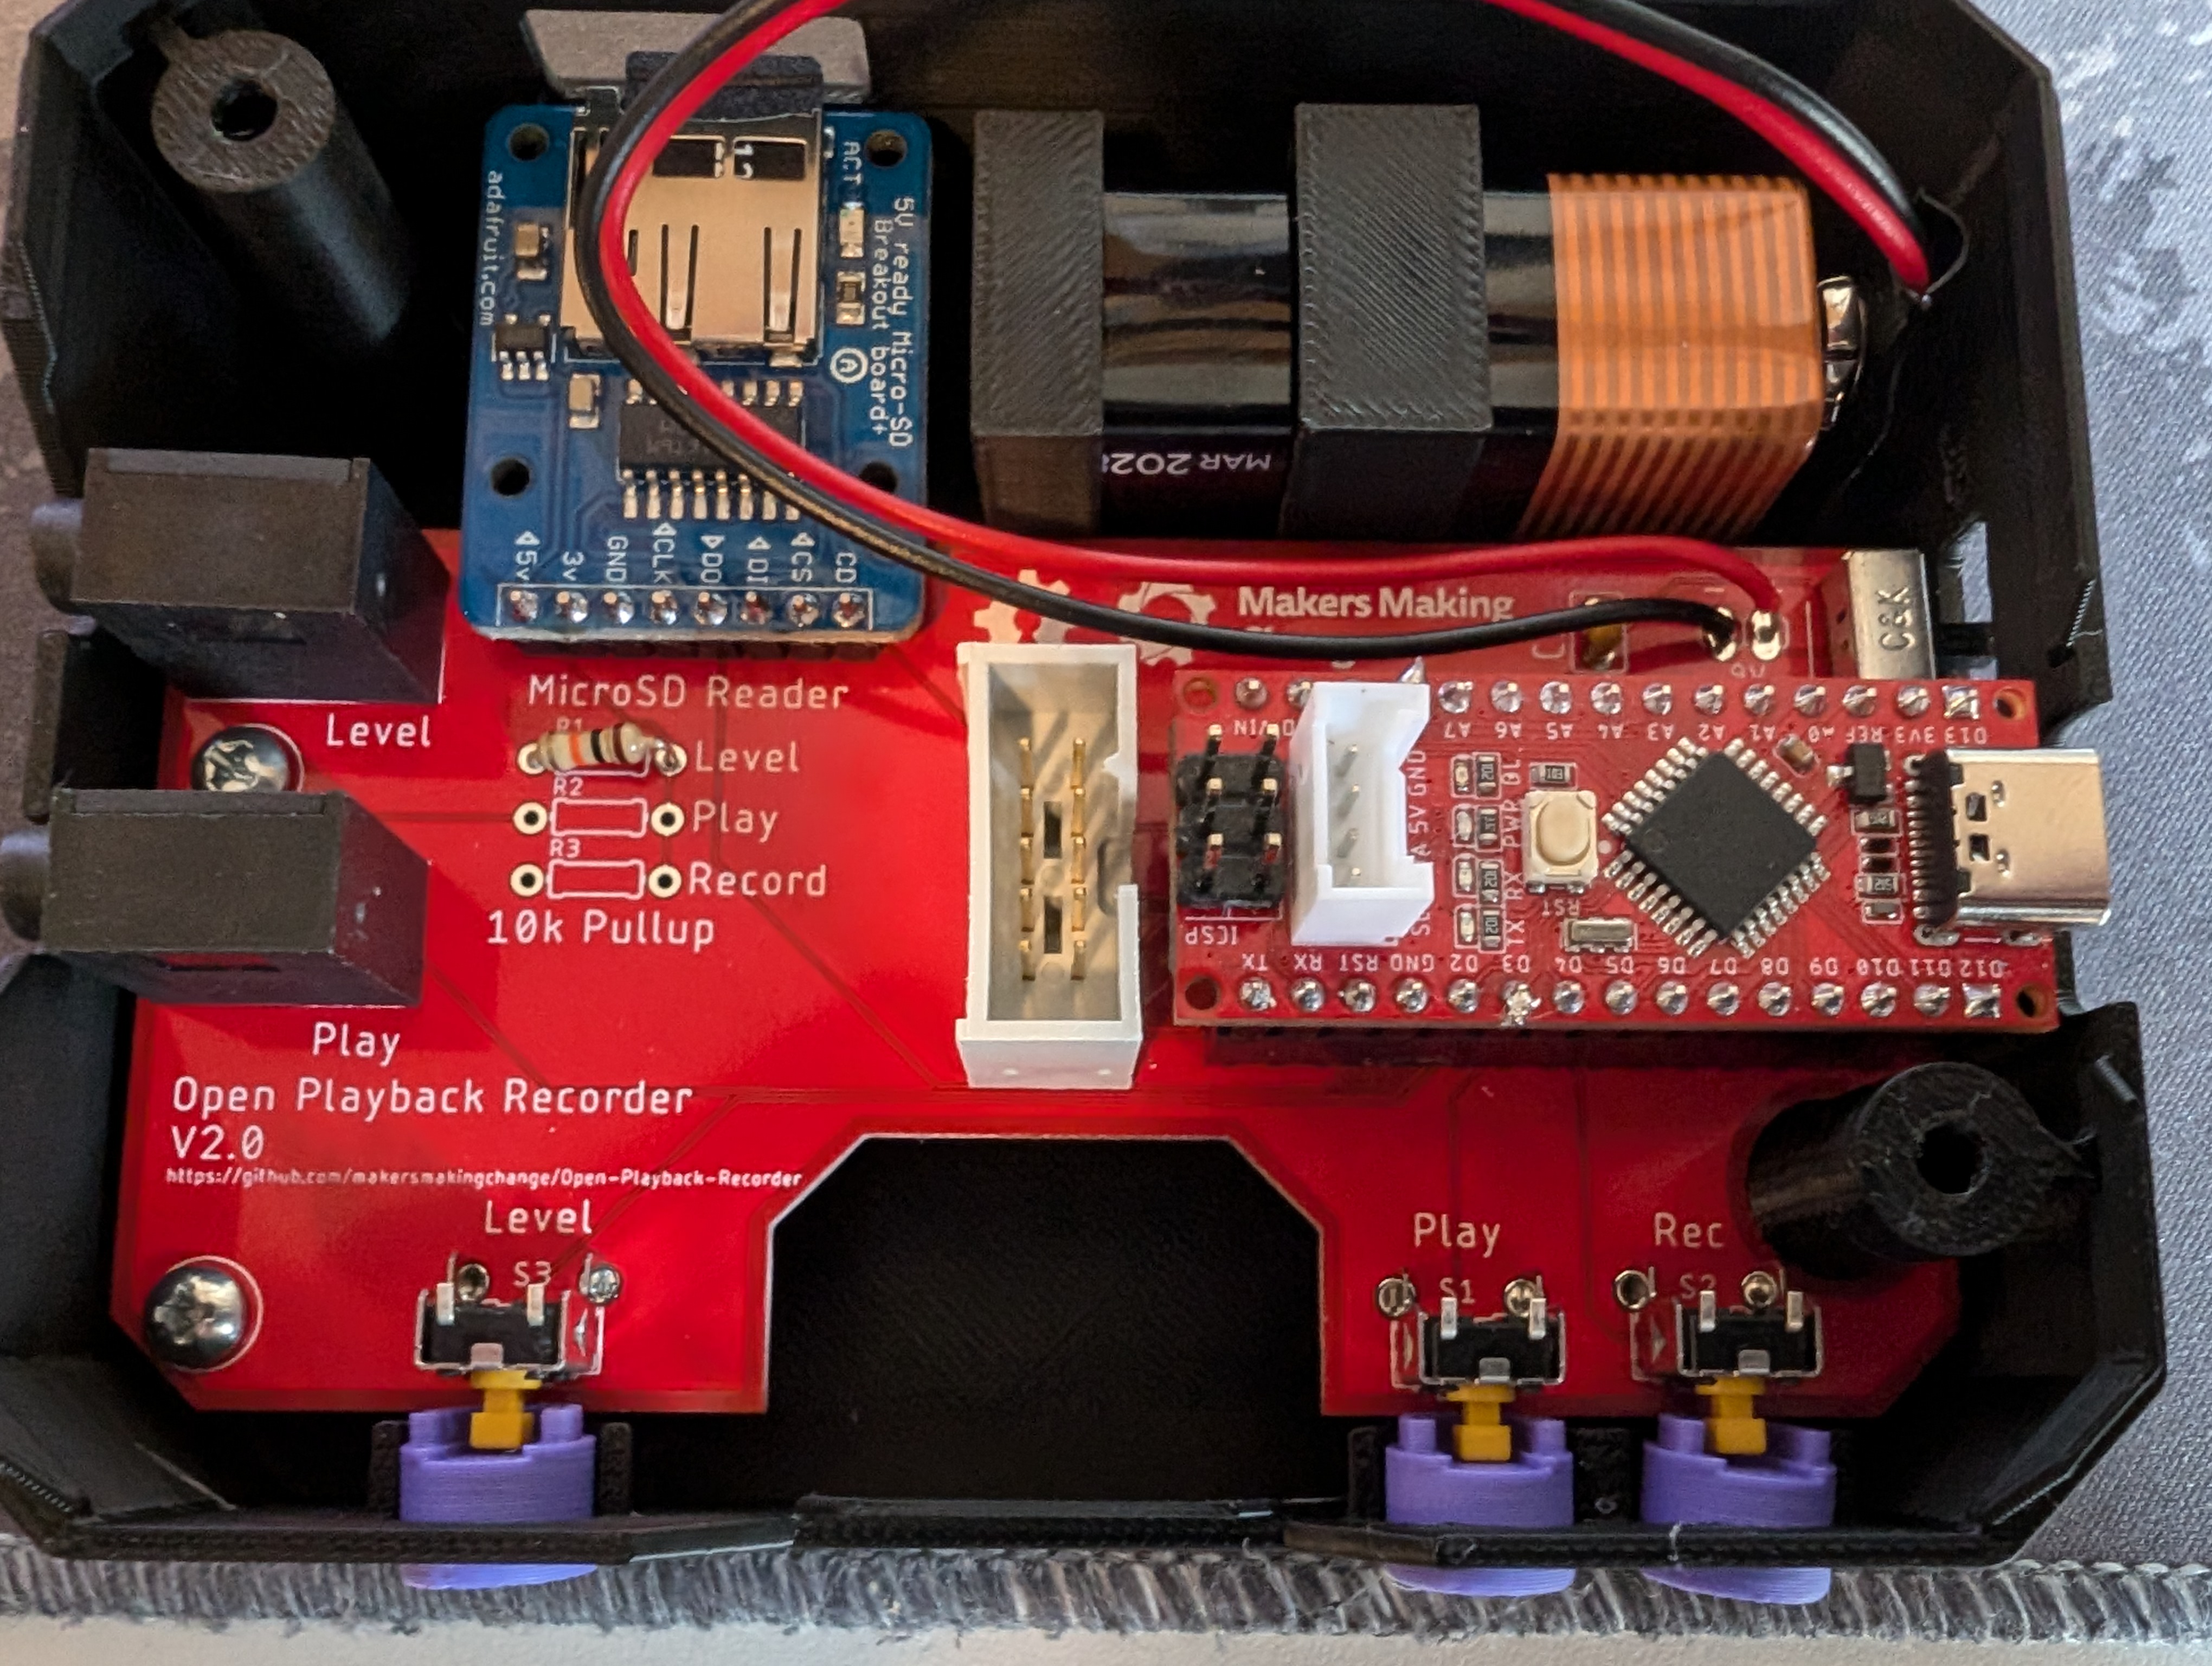 adafruit.com
ACT
5V ready Micro-SD
Breakout board+
5V
3V
GND
CLK
DO
DI
CS
CD
MAR 2028
Makers Making
C&K
MicroSD Reader
Level
R1
Level
R2
Play
R3
Record
10k Pullup
Play
Open Playback Recorder
V2.0
https://github.com/makersmakingchange/Open-Playback-Recorder
Level
S3
Play
S1
Rec
S2
VIN
A7
A6
A5
A4
A3
A2
A1
A0
REF
3V3
D13
5V GND
PWR
RX
TX
RST
ICSP
TX
RX
RST
GND
D2
D3
D4
D5
D6
D7
D8
D9
D10
D11
D12